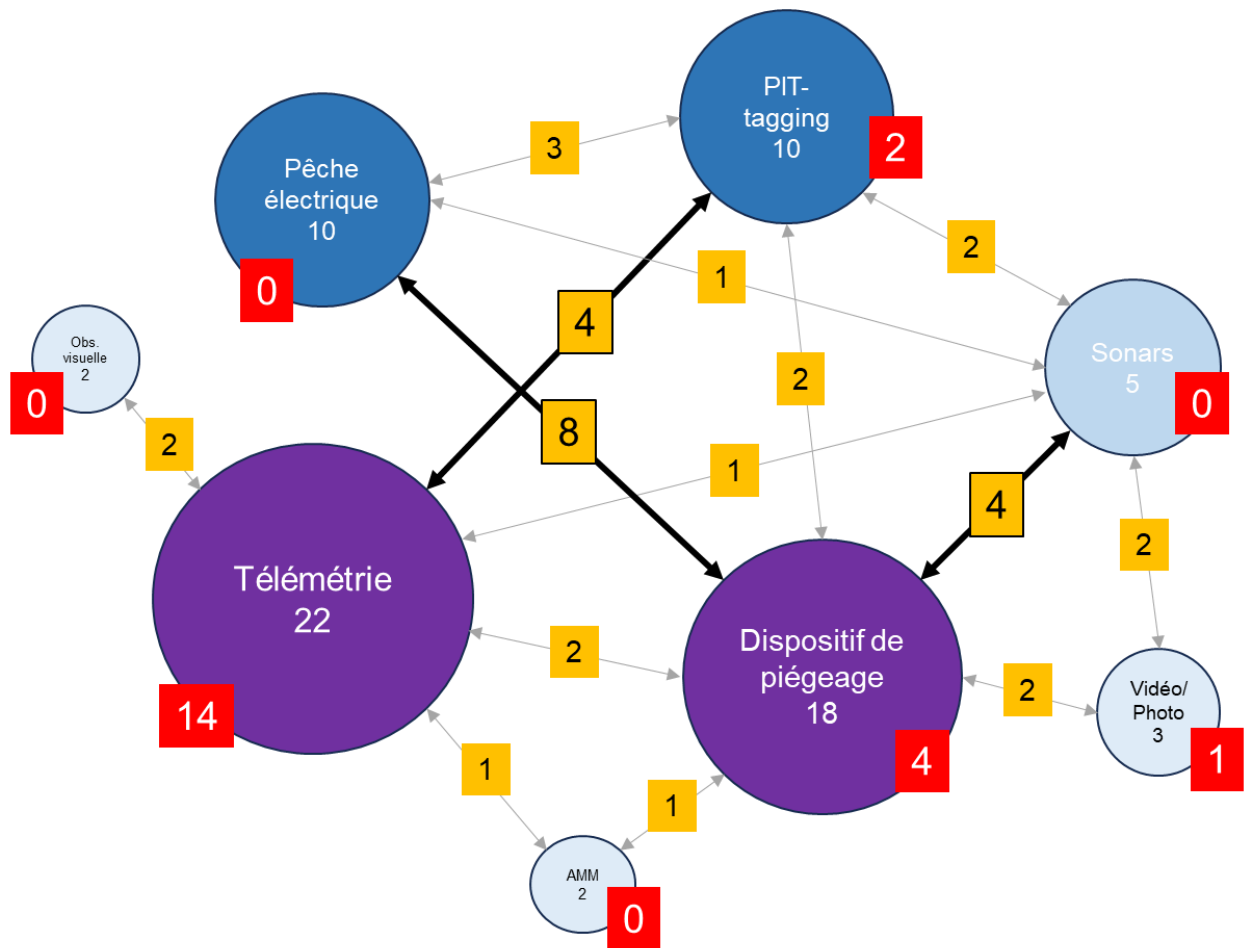 PIT-
tagging
10
2
3
Pêche
électrique
10
0
2
1
4
Sonars
5
0
Obs.
visuelle
2
0
2
2
8
1
4
Télémétrie
22
14
2
Dispositif de
piégeage
18
4
2
2
Vidéo/
Photo
3
1
1
1
AMM
2
0